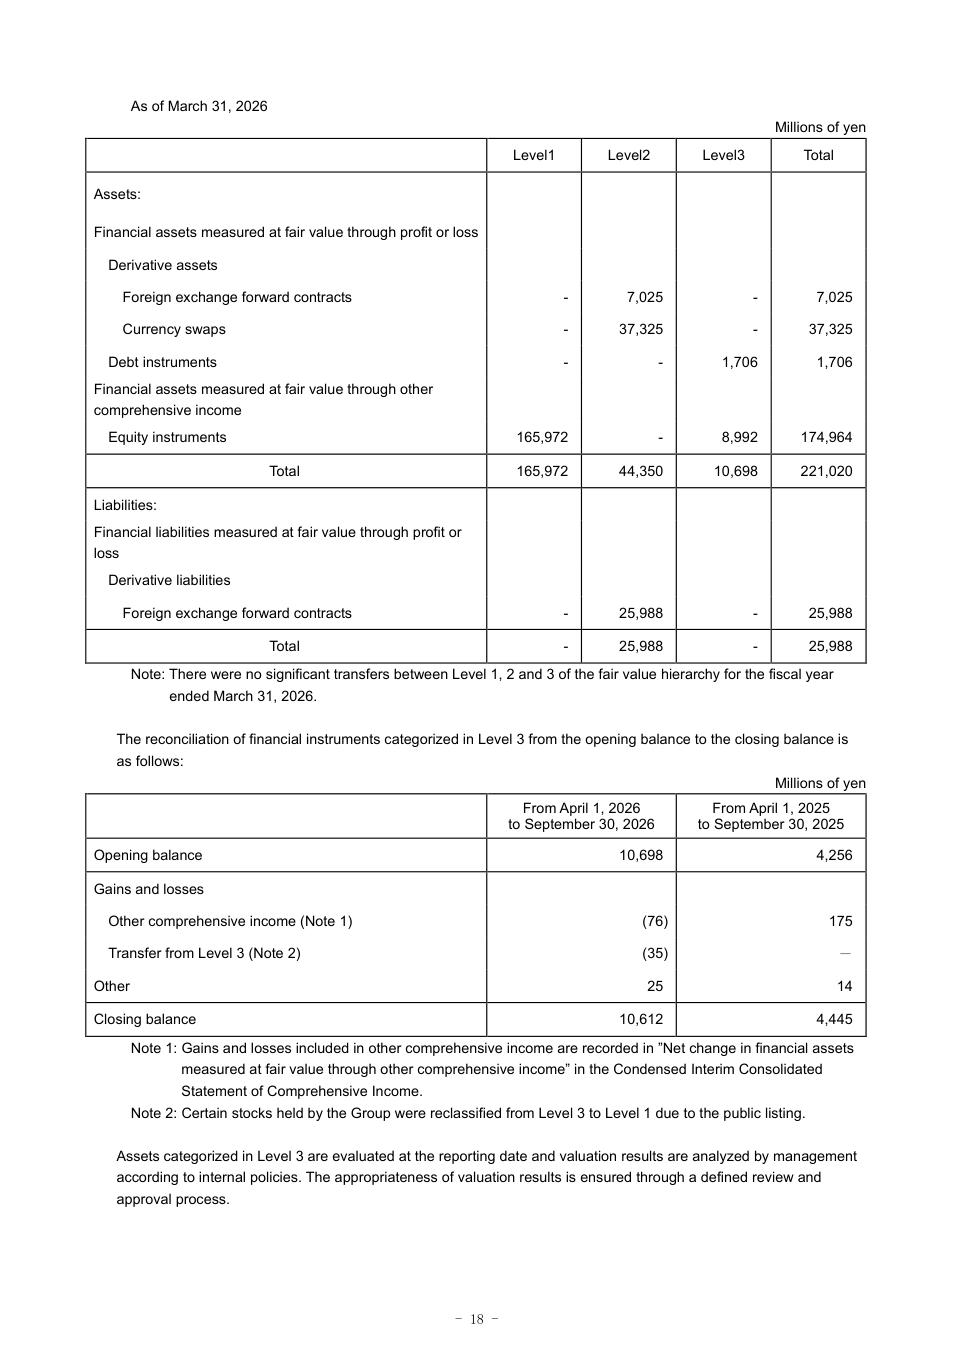 As of March 31, 2026
Millions of yen
Level1 Level2 Level3 Total
Assets:
Financial assets measured at fair value through profit or loss
Derivative assets
Foreign exchange forward contracts - 7,025 - 7,025
Currency swaps - 37,325 - 37,325
Debt instruments - - 1,706 1,706
Financial assets measured at fair value through other
comprehensive income
Equity instruments 165,972 - 8,992 174,964
Total 165,972 44,350 10,698 221,020
Liabilities:
Financial liabilities measured at fair value through profit or
loss
Derivative liabilities
Foreign exchange forward contracts - 25,988 - 25,988
Total - 25,988 - 25,988
Note: There were no significant transfers between Level 1, 2 and 3 of the fair value hierarchy for the fiscal year
ended March 31, 2026.
The reconciliation of financial instruments categorized in Level 3 from the opening balance to the closing balance is
as follows:
Millions of yen
From April 1, 2026 From April 1, 2025
to September 30, 2026 to September 30, 2025
Opening balance 10,698 4,256
Gains and losses
Other comprehensive income (Note 1) (76) 175
Transfer from Level 3 (Note 2) (35) —
Other 25 14
Closing balance 10,612 4,445
Note 1: Gains and losses included in other comprehensive income are recorded in ”Net change in financial assets
measured at fair value through other comprehensive income” in the Condensed Interim Consolidated
Statement of Comprehensive Income.
Note 2: Certain stocks held by the Group were reclassified from Level 3 to Level 1 due to the public listing.
Assets categorized in Level 3 are evaluated at the reporting date and valuation results are analyzed by management
according to internal policies. The appropriateness of valuation results is ensured through a defined review and
approval process.
－ 18 －